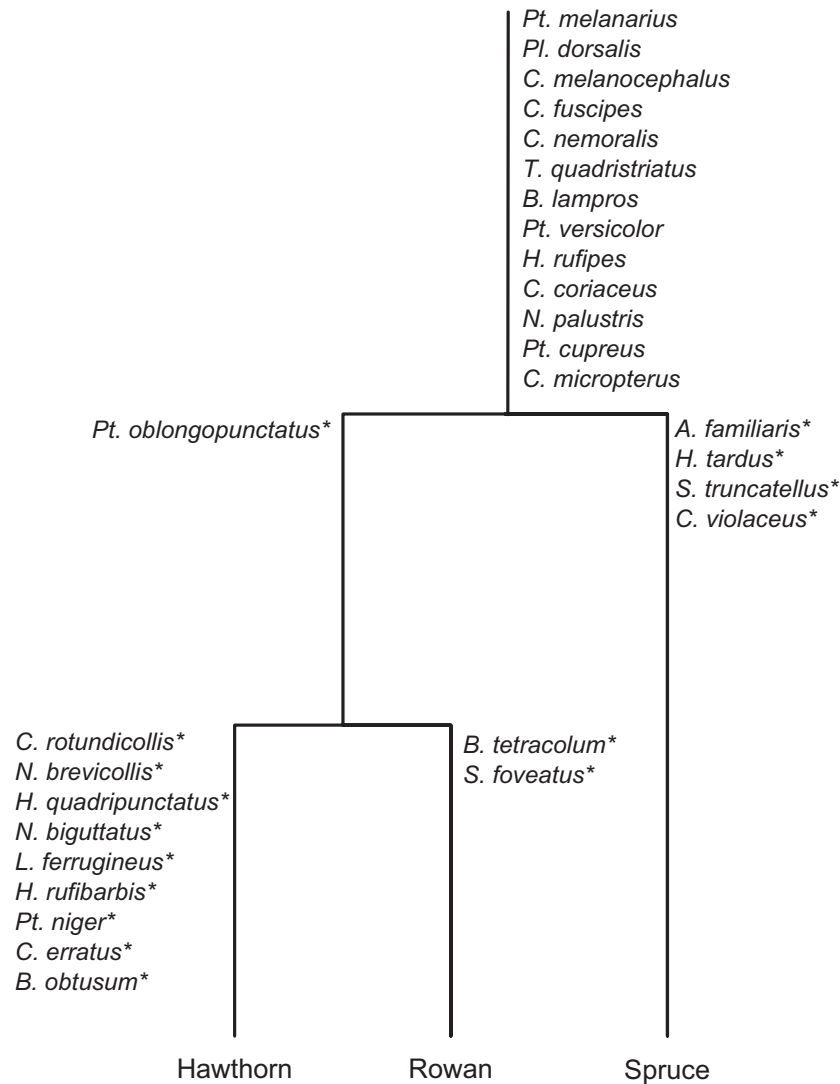 Pt. melanarius
Pl. dorsalis
C. melanocephalus
C. fuscipes
C. nemoralis
T. quadristriatus
B. lampros
Pt. versicolor
H. rufipes
C. coriaceus
N. palustris
Pt. cupreus
C. micropterus
Pt. oblongopunctatus*
A. familiaris*
H. tardus*
S. truncatellus*
C. violaceus*
C. rotundicollis*
N. brevicollis*
H. quadripunctatus*
N. biguttatus*
L. ferrugineus*
H. rufibarbis*
Pt. niger*
C. erratus*
B. obtusum*
B. tetracolum*
S. foveatus*
Hawthorn
Rowan
Spruce